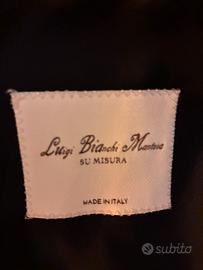 Luigi Bianchi Mantova
SU MISURA
MADE IN ITALY
subito